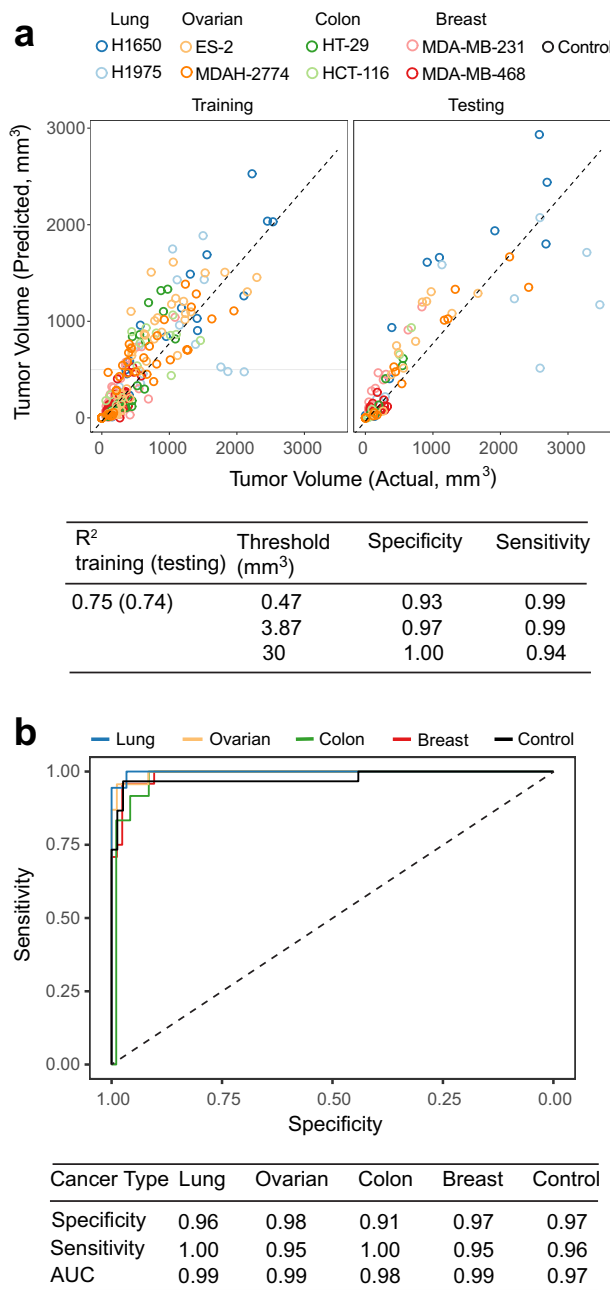 a
Lung Ovarian Colon Breast
H1650 ES-2 HT-29 MDA-MB-231 Control
H1975 MDAH-2774 HCT-116 MDA-MB-468
Training Testing
Tumor Volume (Predicted, mm³)
3000
2000
1000
0
0 1000 2000 3000 0 1000 2000 3000
Tumor Volume (Actual, mm³)
R² Threshold Specificity Sensitivity
training (testing) (mm³)
0.75 (0.74) 0.47 0.93 0.99
3.87 0.97 0.99
30 1.00 0.94
b
Lung Ovarian Colon Breast Control
Sensitivity
1.00
0.75
0.50
0.25
0.00
1.00 0.75 0.50 0.25 0.00
Specificity
Cancer Type Lung Ovarian Colon Breast Control
Specificity 0.96 0.98 0.91 0.97 0.97
Sensitivity 1.00 0.95 1.00 0.95 0.96
AUC 0.99 0.99 0.98 0.99 0.97